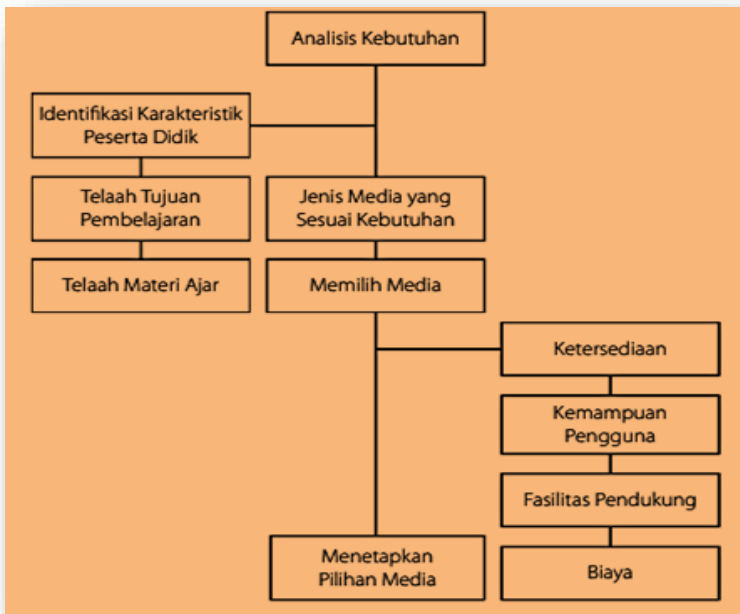 Analisis Kebutuhan
Identifikasi Karakteristik
Peserta Didik
Telaah Tujuan
Pembelajaran
Jenis Media yang
Sesuai Kebutuhan
Telaah Materi Ajar
Memilih Media
Ketersediaan
Kemampuan
Pengguna
Fasilitas Pendukung
Menetapkan
Pilihan Media
Biaya